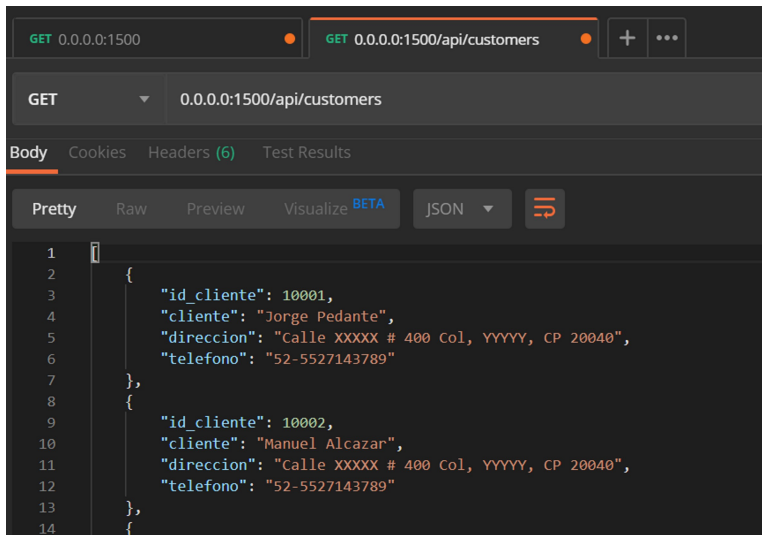 GET 0.0.0.0:1500 GET 0.0.0.0:1500/api/customers + •••
GET 0.0.0.0:1500/api/customers
Body Cookies Headers (6) Test Results
Pretty Raw Preview Visualize BETA JSON
1 [
2 {
3 "id_cliente": 10001,
4 "cliente": "Jorge Pedante",
5 "direccion": "Calle XXXXX # 400 Col, YYYYY, CP 20040",
6 "telefono": "52-5527143789"
7 },
8 {
9 "id_cliente": 10002,
10 "cliente": "Manuel Alcazar",
11 "direccion": "Calle XXXXX # 400 Col, YYYYY, CP 20040",
12 "telefono": "52-5527143789"
13 },
14 {